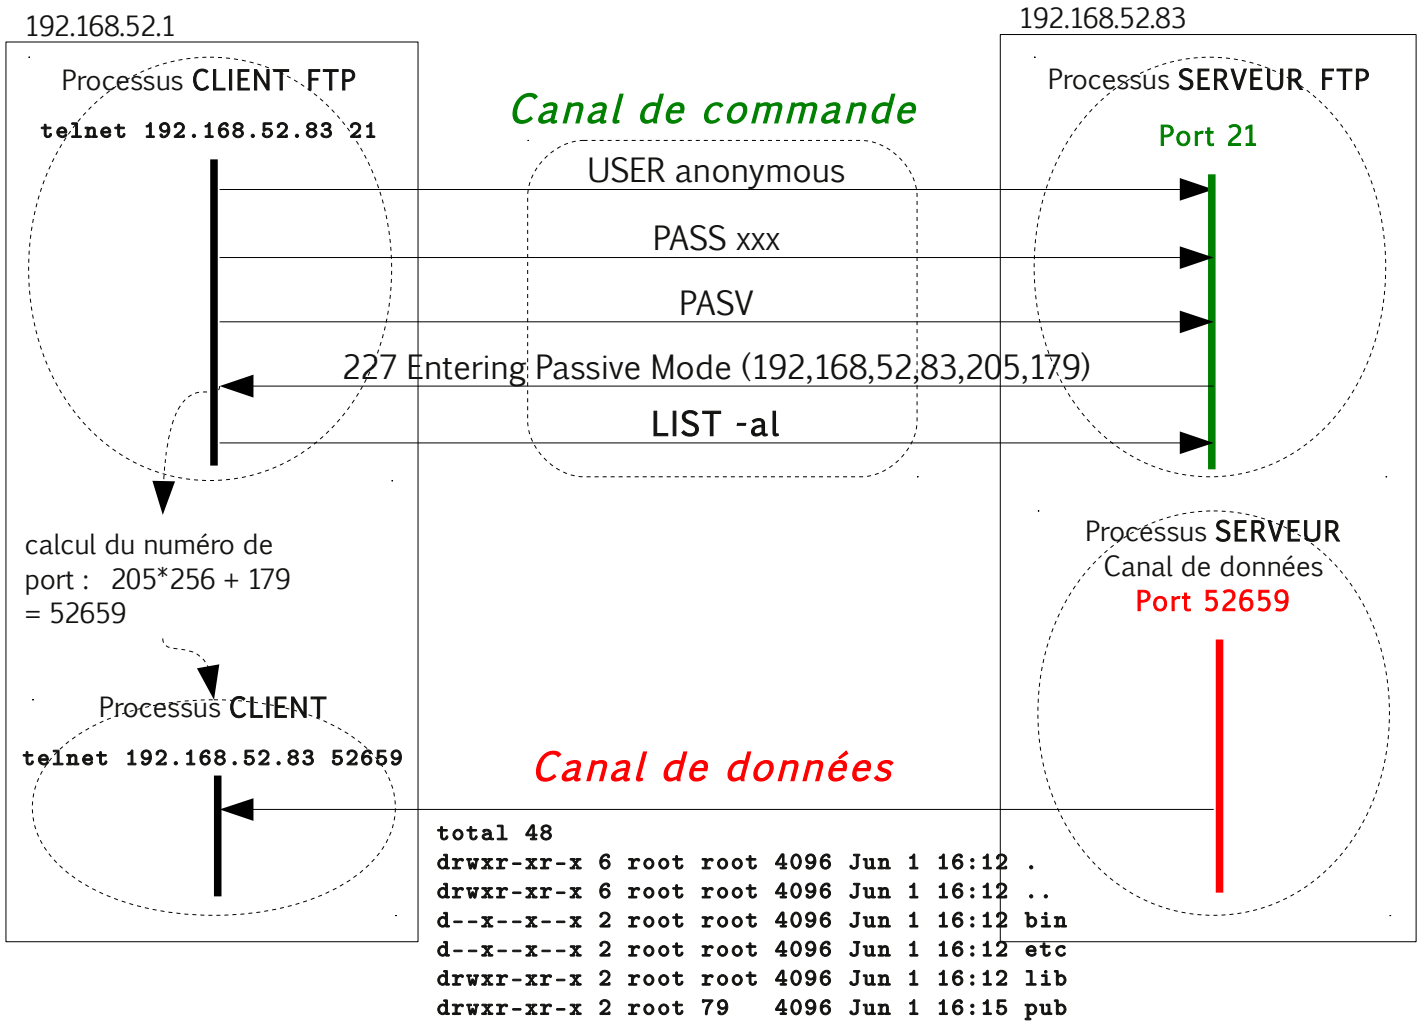 192.168.52.1
192.168.52.83
Processus CLIENT FTP
telnet 192.168.52.83 21
Canal de commande
Processus SERVEUR FTP
Port 21
USER anonymous
PASS xxx
PASV
227 Entering Passive Mode (192,168,52,83,205,179)
LIST -al
calcul du numéro de
port : 205*256 + 179
= 52659
Processus SERVEUR
Canal de données
Port 52659
Processus CLIENT
telnet 192.168.52.83 52659
Canal de données
total 48
drwxr-xr-x 6 root root 4096 Jun 1 16:12 .
drwxr-xr-x 6 root root 4096 Jun 1 16:12 ..
d--x--x--x 2 root root 4096 Jun 1 16:12 bin
d--x--x--x 2 root root 4096 Jun 1 16:12 etc
drwxr-xr-x 2 root root 4096 Jun 1 16:12 lib
drwxr-xr-x 2 root 79   4096 Jun 1 16:15 pub